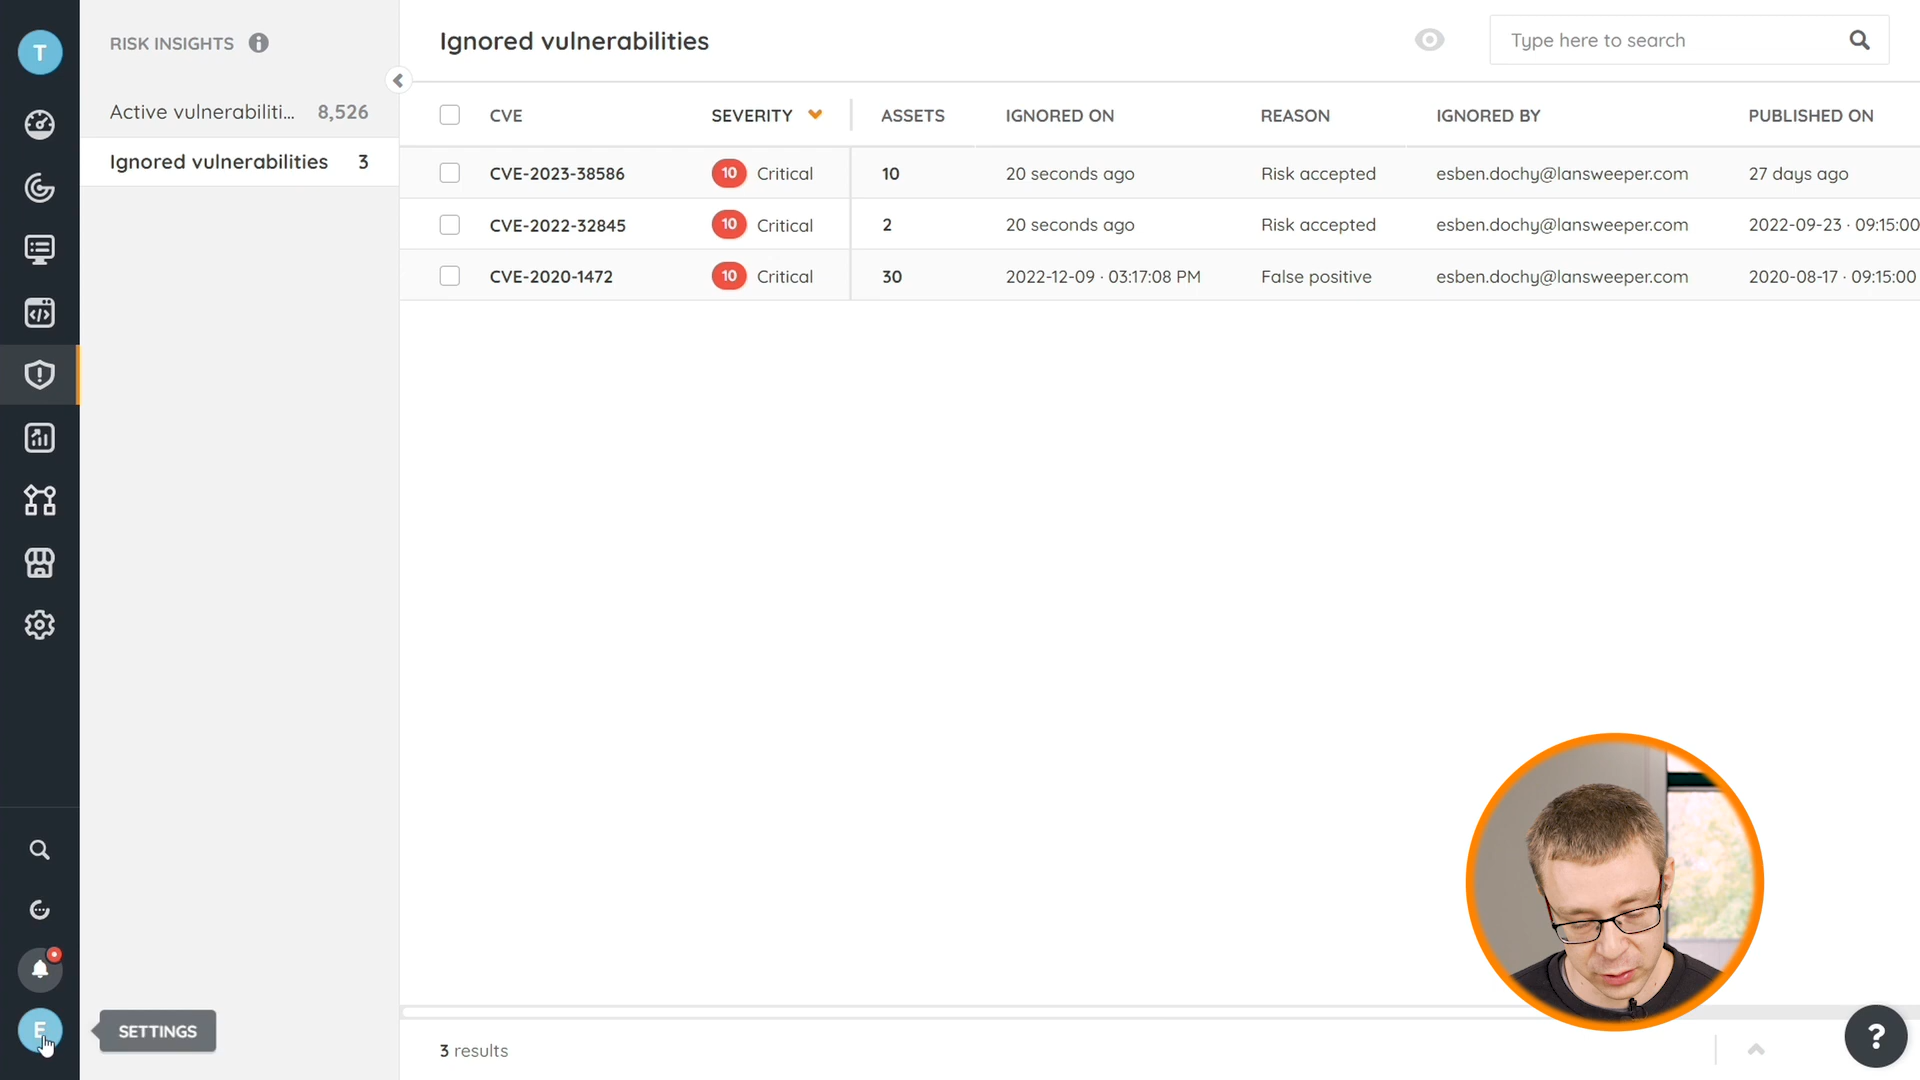 T
RISK INSIGHTS
Active vulnerabiliti... 8,526
Ignored vulnerabilities 3
Ignored vulnerabilities
Type here to search
CVE SEVERITY ASSETS IGNORED ON REASON IGNORED BY PUBLISHED ON
CVE-2023-38586 10 Critical 10 20 seconds ago Risk accepted esben.dochy@lansweeper.com 27 days ago
CVE-2022-32845 10 Critical 2 20 seconds ago Risk accepted esben.dochy@lansweeper.com 2022-09-23 · 09:15:00
CVE-2020-1472 10 Critical 30 2022-12-09 · 03:17:08 PM False positive esben.dochy@lansweeper.com 2020-08-17 · 09:15:00
E
SETTINGS
3 results
?